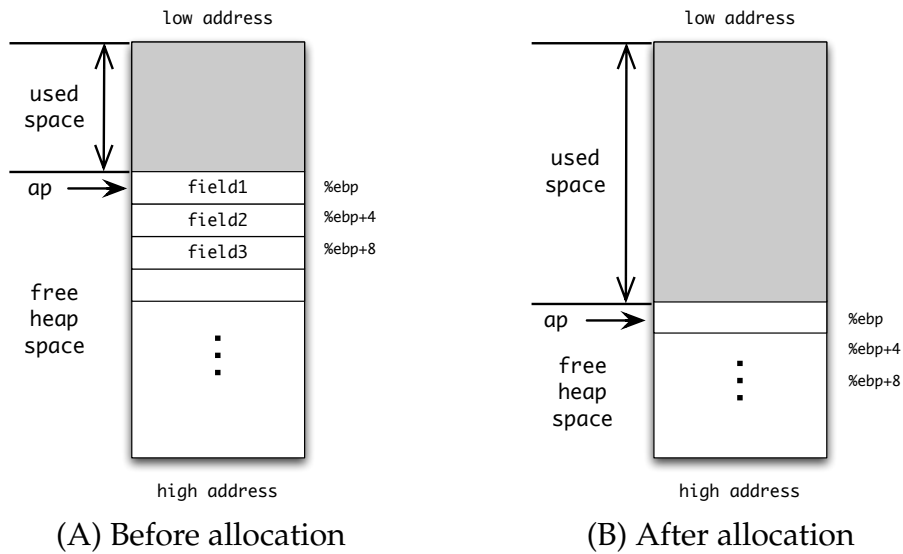 low address
used
space
ap
field1
%ebp
field2
%ebp+4
field3
%ebp+8
free
heap
space
high address
(A) Before allocation
low address
used
space
ap
%ebp
%ebp+4
%ebp+8
free
heap
space
high address
(B) After allocation